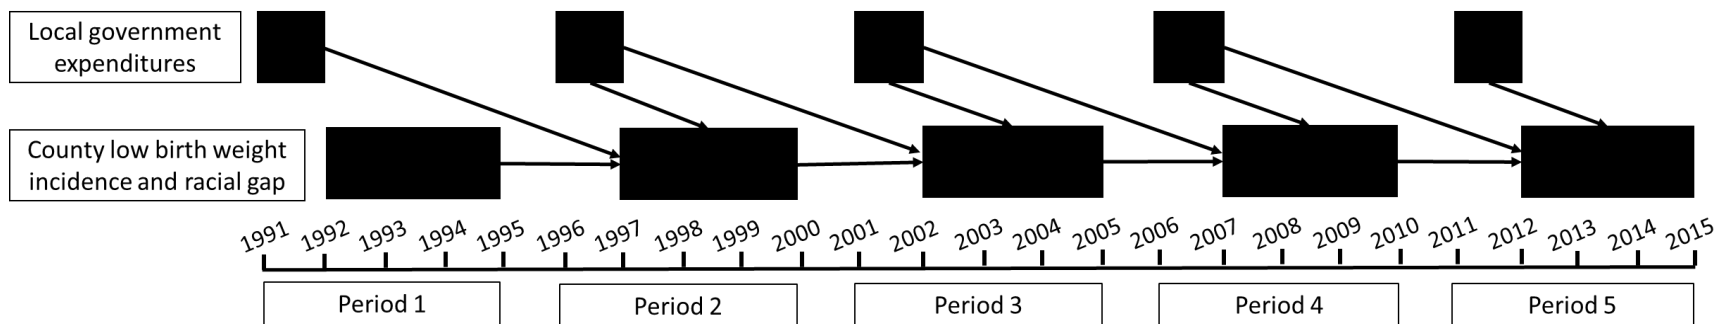 Local government
expenditures
County low birth weight
incidence and racial gap
1991 1992 1993 1994 1995 1996 1997 1998 1999 2000 2001 2002 2003 2004 2005 2006 2007 2008 2009 2010 2011 2012 2013 2014 2015
Period 1 Period 2 Period 3 Period 4 Period 5